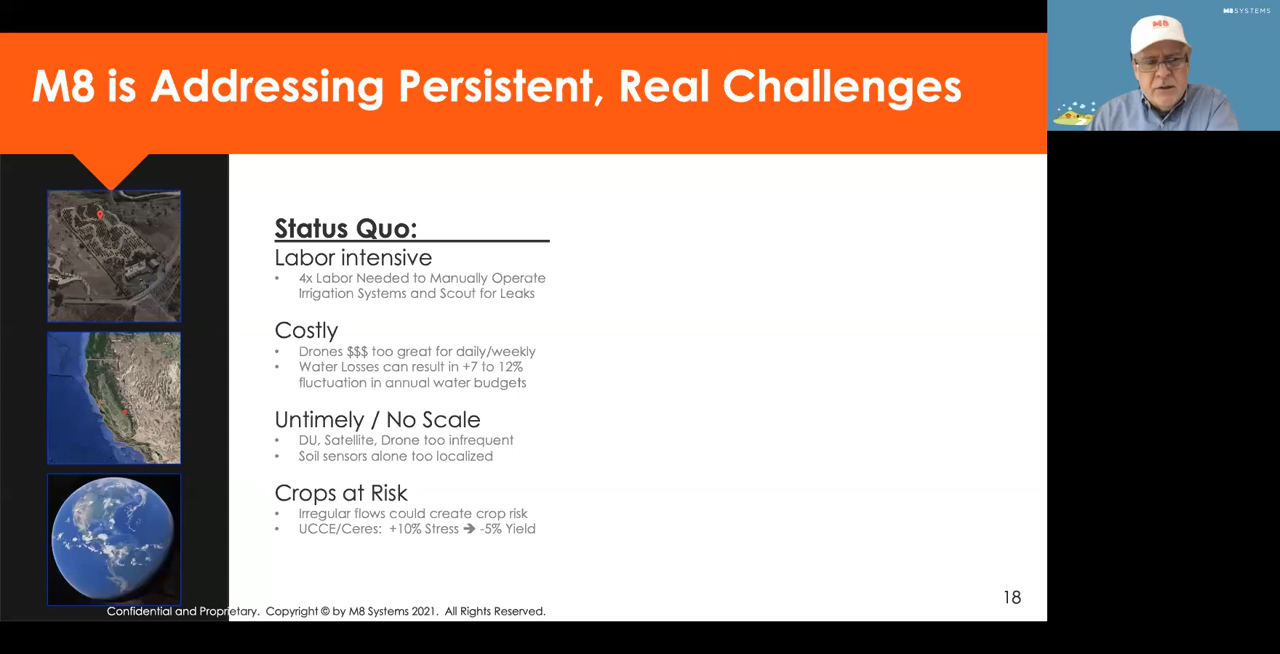 M8 is Addressing Persistent, Real Challenges
M8SYSTEMS
M8
Status Quo:
Labor intensive
• 4x Labor Needed to Manually Operate
Irrigation Systems and Scout for Leaks
Costly
• Drones $$$ too great for daily/weekly
• Water Losses can result in +7 to 12%
fluctuation in annual water budgets
Untimely / No Scale
• DU, Satellite, Drone too infrequent
• Soil sensors alone too localized
Crops at Risk
• Irregular flows could create crop risk
• UCCE/Ceres: +10% Stress ➔ -5% Yield
18
Confidential and Proprietary. Copyright © by M8 Systems 2021. All Rights Reserved.